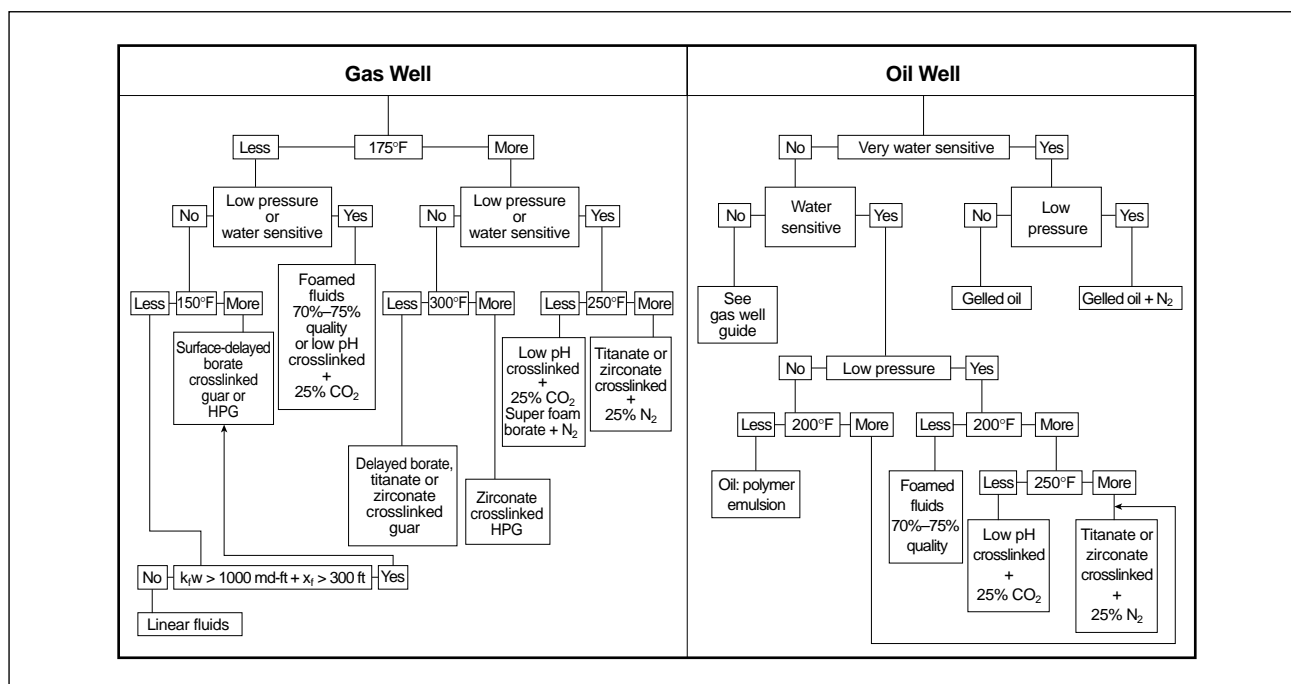 Gas Well
Less
175°F
More
No
Low pressure
or
water sensitive
Yes
No
Low pressure
or
water sensitive
Yes
Less
150°F
More
Foamed
fluids
70%–75%
quality
or low pH
crosslinked
+
25% CO₂
Less
300°F
More
Less
250°F
More
Surface-delayed
borate
crosslinked
guar or
HPG
Low pH
crosslinked
+
25% CO₂
Super foam
borate + N₂
Titanate or
zirconate
crosslinked
+
25% N₂
Delayed borate,
titanate or
zirconate
crosslinked
guar
Zirconate
crosslinked
HPG
No
k_fw > 1000 md-ft + x_f > 300 ft
Yes
Linear fluids
Oil Well
No
Very water sensitive
Yes
No
Water
sensitive
Yes
No
Low
pressure
Yes
See
gas well
guide
Gelled oil
Gelled oil + N₂
No
Low pressure
Yes
Less
200°F
More
Less
200°F
More
Oil: polymer
emulsion
Foamed
fluids
70%–75%
quality
Less
250°F
More
Low pH
crosslinked
+
25% CO₂
Titanate or
zirconate
crosslinked
+
25% N₂